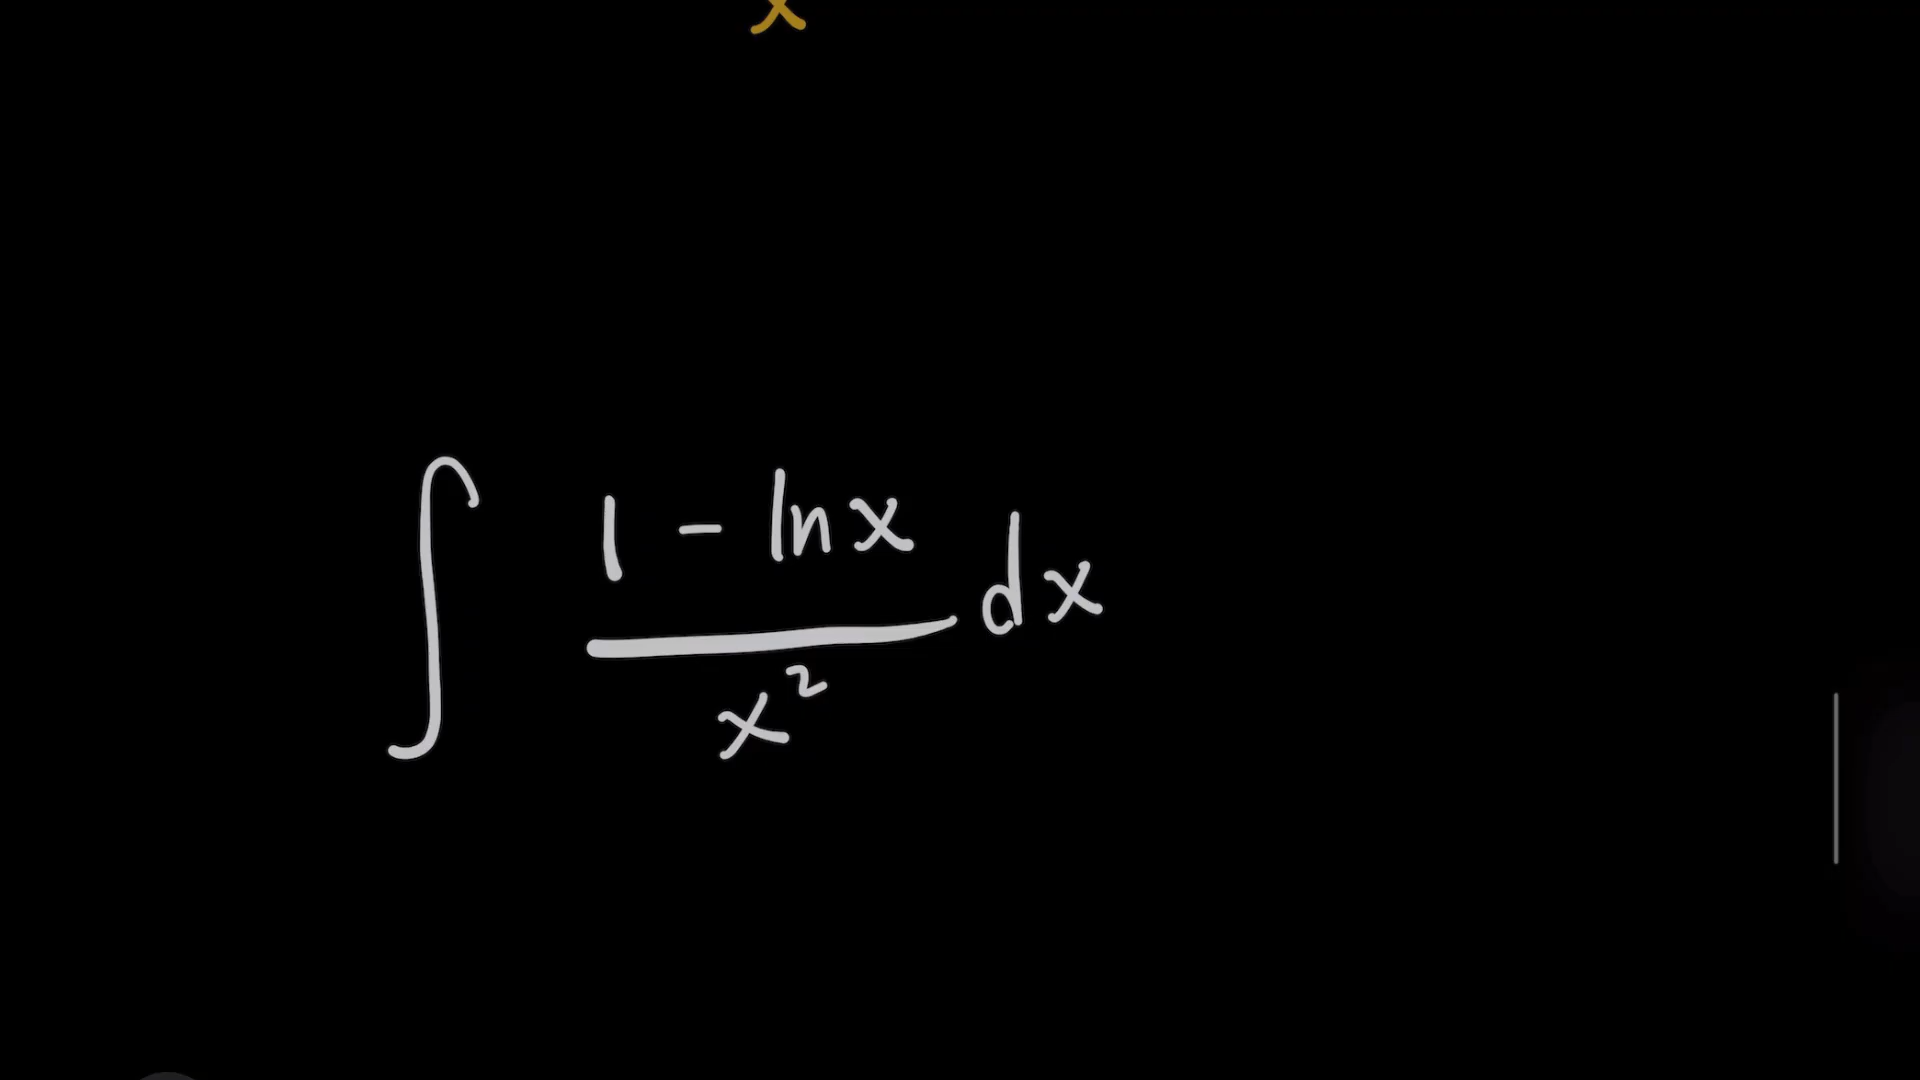 x
∫ (1 - ln x)/x² dx